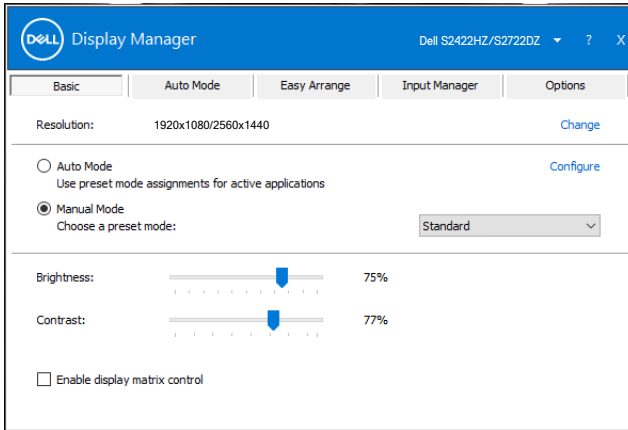 DELL Display Manager
Dell S2422HZ/S2722DZ ? X
Basic Auto Mode Easy Arrange Input Manager Options
Resolution: 1920x1080/2560x1440 Change
Auto Mode Configure
Use preset mode assignments for active applications
Manual Mode
Choose a preset mode: Standard
Brightness: 75%
Contrast: 77%
Enable display matrix control